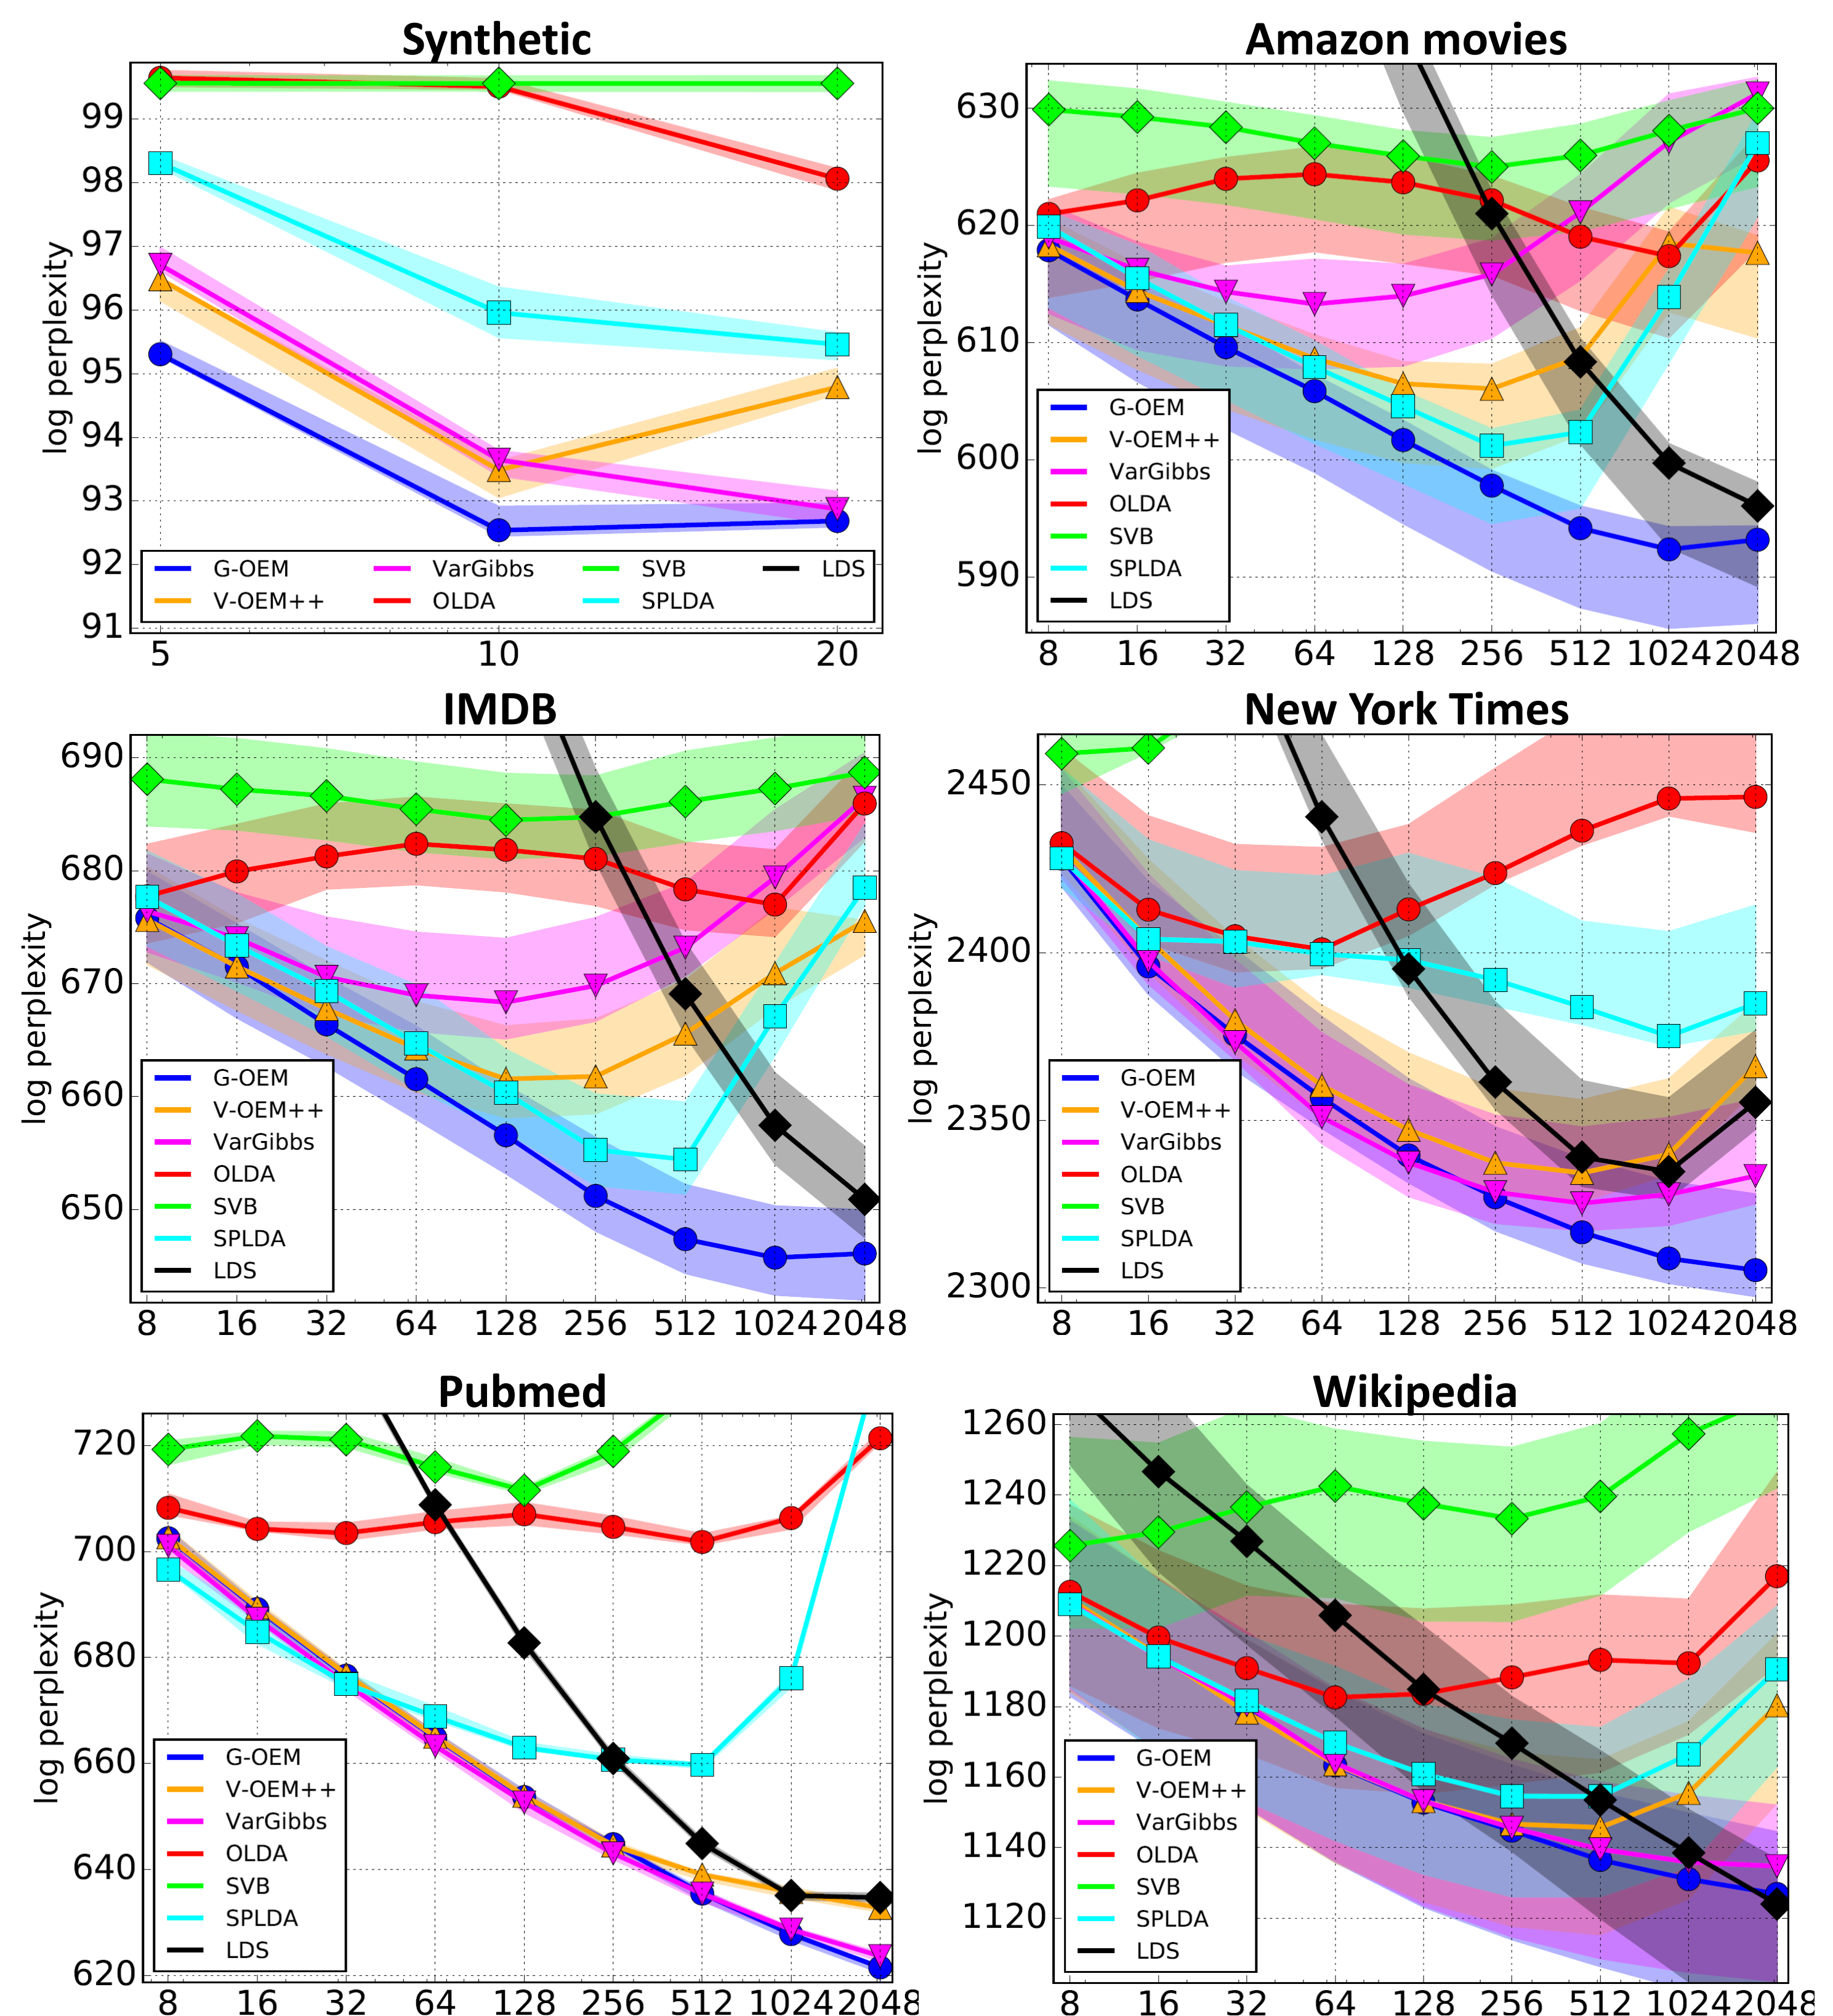 Synthetic
log perplexity
99
98
97
96
95
94
93
92
91
G-OEM VarGibbs SVB LDS
V-OEM++ OLDA SPLDA
5 10 20
Amazon movies
log perplexity
630
620
610
600
590
G-OEM
V-OEM++
VarGibbs
OLDA
SVB
SPLDA
LDS
8 16 32 64 128 256 512 1024 2048
IMDB
log perplexity
690
680
670
660
650
G-OEM
V-OEM++
VarGibbs
OLDA
SVB
SPLDA
LDS
8 16 32 64 128 256 512 1024 2048
New York Times
log perplexity
2450
2400
2350
2300
G-OEM
V-OEM++
VarGibbs
OLDA
SVB
SPLDA
LDS
8 16 32 64 128 256 512 1024 2048
Pubmed
log perplexity
720
700
680
660
640
620
G-OEM
V-OEM++
VarGibbs
OLDA
SVB
SPLDA
LDS
8 16 32 64 128 256 512 1024 2048
Wikipedia
log perplexity
1260
1240
1220
1200
1180
1160
1140
1120
G-OEM
V-OEM++
VarGibbs
OLDA
SVB
SPLDA
LDS
8 16 32 64 128 256 512 1024 2048